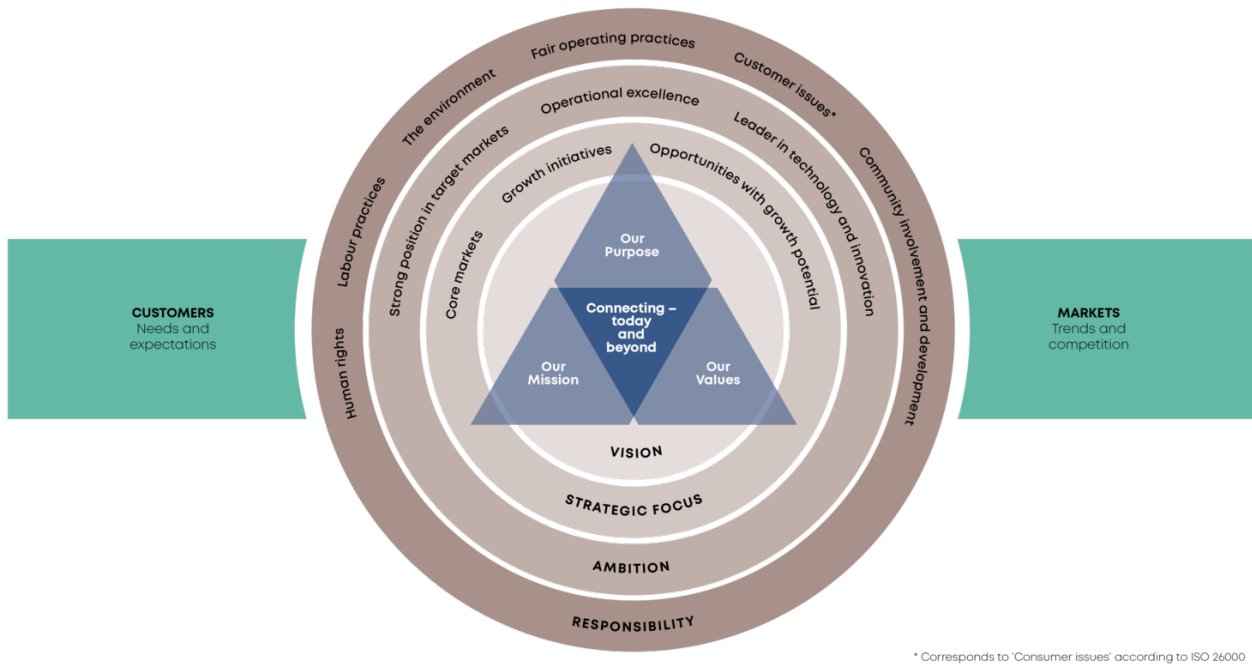 Human rights
Labour practices
The environment
Fair operating practices
Customer issues*
Community involvement and development
Strong position in target markets
Operational excellence
Leader in technology and innovation
Core markets
Growth initiatives
Opportunities with growth potential
Our
Purpose
Connecting –
today
and
beyond
Our
Mission
Our
Values
CUSTOMERS
Needs and
expectations
MARKETS
Trends and
competition
VISION
STRATEGIC FOCUS
AMBITION
RESPONSIBILITY
* Corresponds to 'Consumer issues' according to ISO 26000